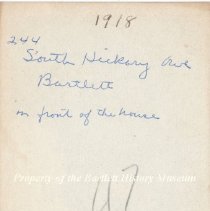 1918
244
South Hickory Ave
Bartlett
in front of the house
Property of the Bartlett History Museum